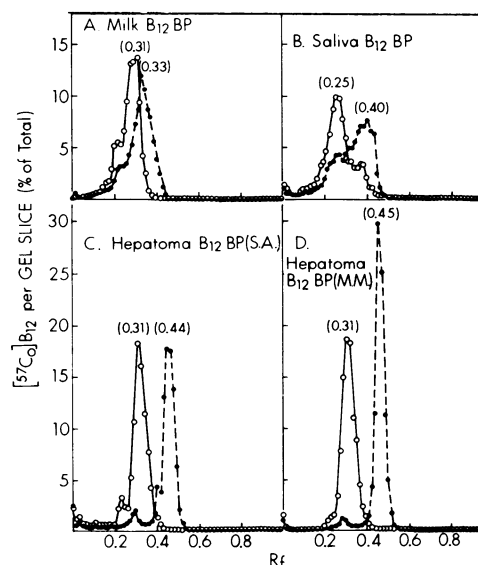 A. Milk B12 BP
(0.31)
(0.33)
B. Saliva B12 BP
(0.25)
(0.40)
15
10
5
[57Co]B12 per GEL SLICE (% of Total)
C. Hepatoma B12 BP(S.A.)
(0.31) (0.44)
D.
Hepatoma
B12 BP(MM)
(0.45)
(0.31)
30
25
20
15
10
5
0.2 0.4 0.6 0.8 0.2 0.4 0.6 0.8
Rf